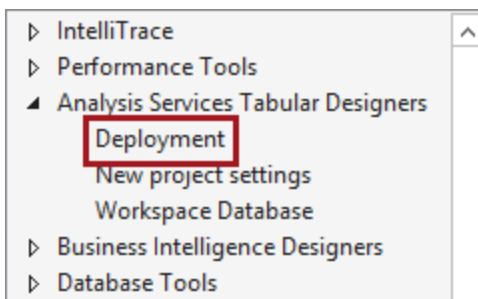 IntelliTrace
Performance Tools
Analysis Services Tabular Designers
Deployment
New project settings
Workspace Database
Business Intelligence Designers
Database Tools